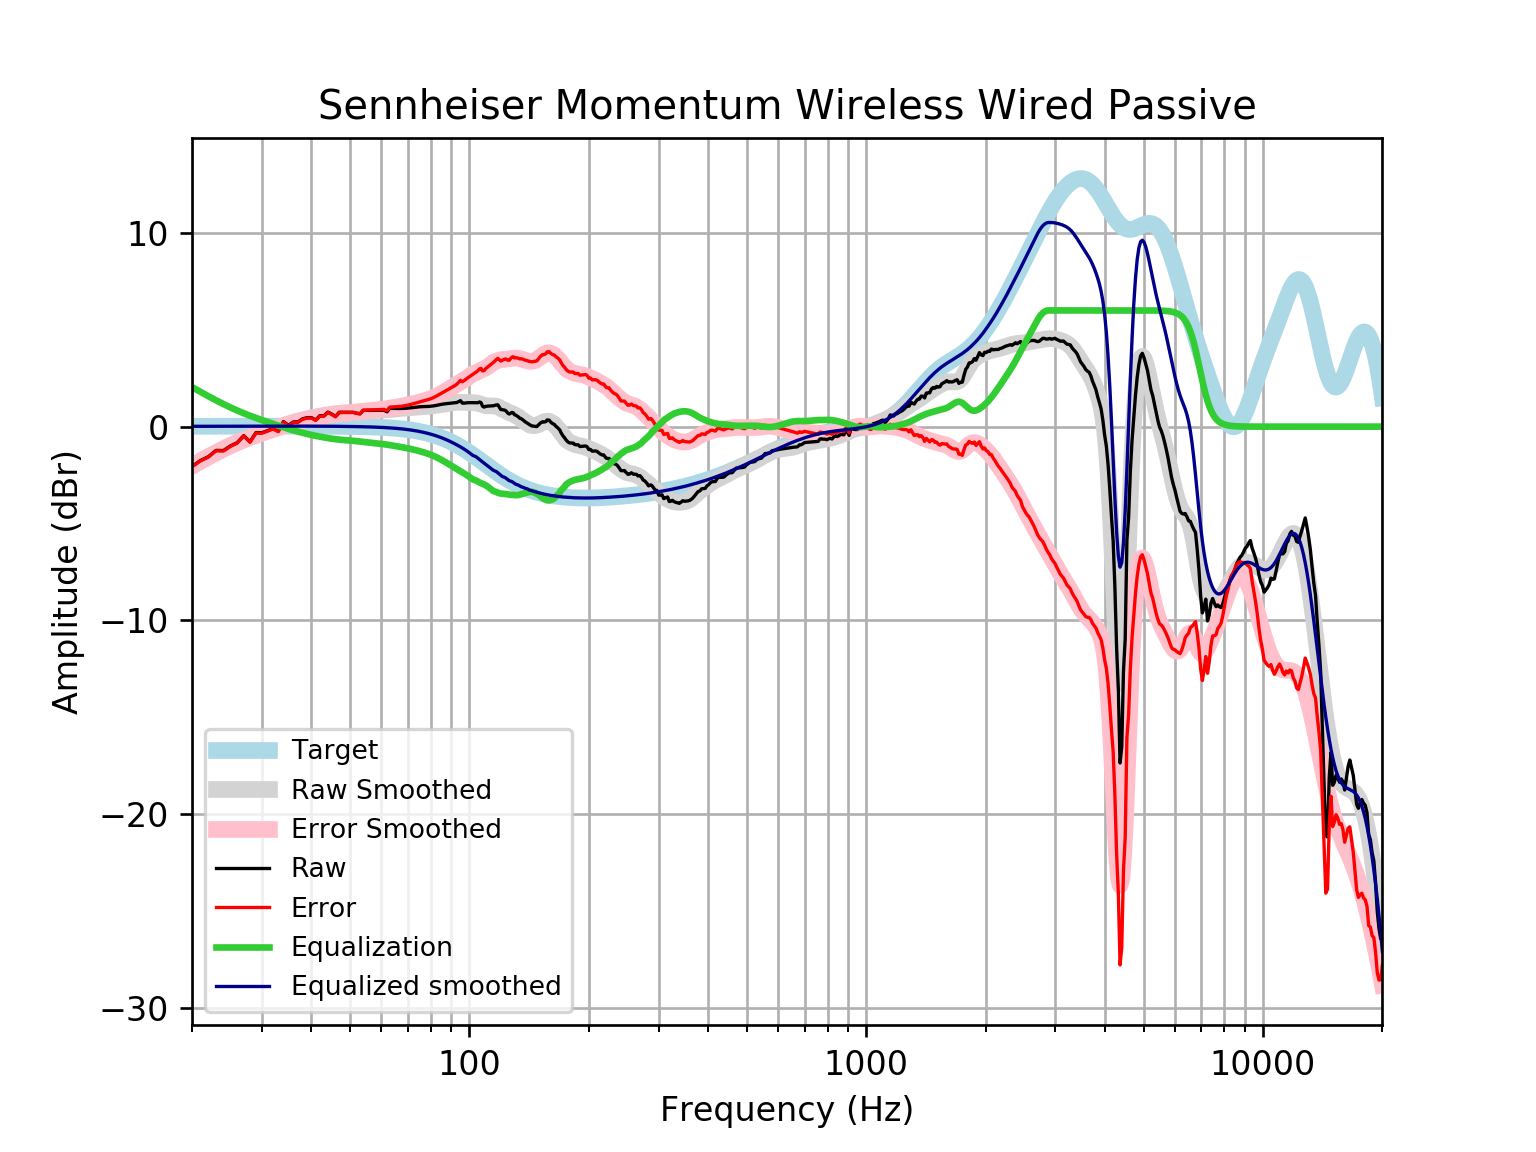 Sennheiser Momentum Wireless Wired Passive
10
0
−10
−20
−30
Amplitude (dBr)
Target
Raw Smoothed
Error Smoothed
Raw
Error
Equalization
Equalized smoothed
100
1000
10000
Frequency (Hz)